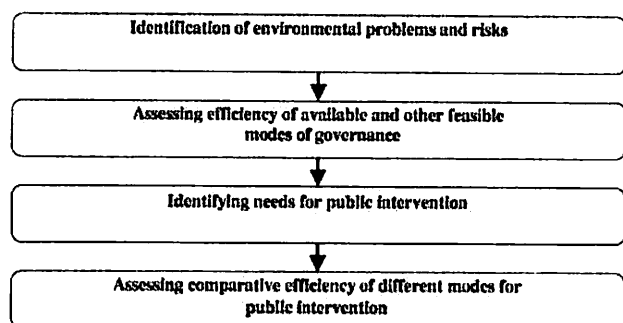 Identification of environmental problems and risks
Assessing efficiency of available and other feasible
modes of governance
Identifying needs for public intervention
Assessing comparative efficiency of different modes for
public intervention